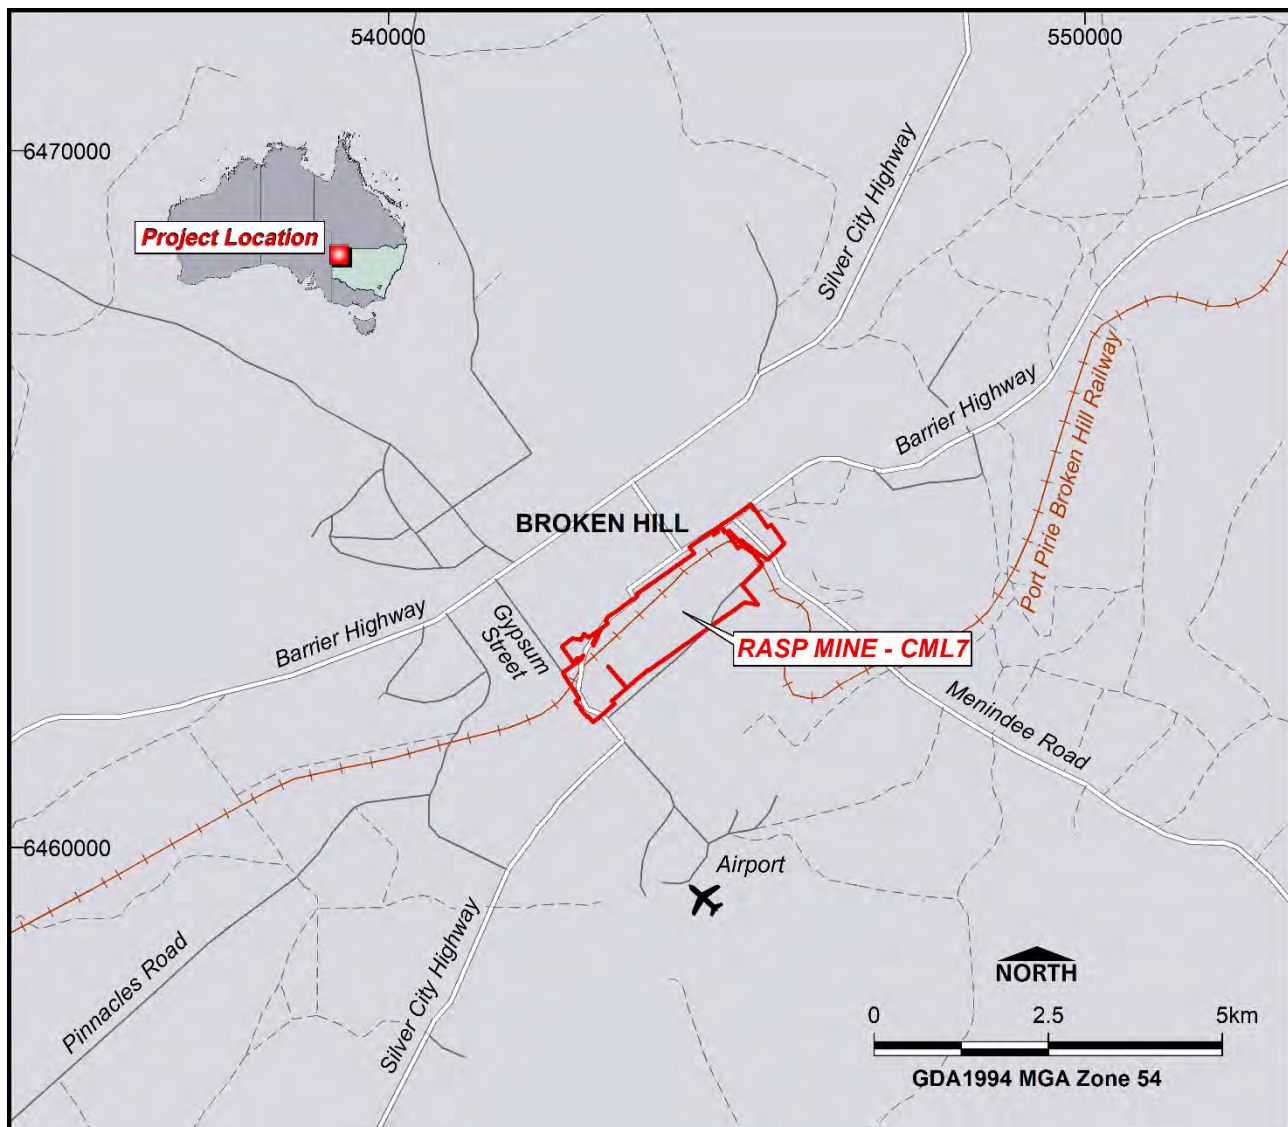 540000
550000
6470000
Silver City Highway
Project Location
Port Pirie Broken Hill Railway
Barrier Highway
BROKEN HILL
Gypsum
Street
Barrier Highway
RASP MINE - CML7
Menindee Road
6460000
Airport
Silver City Highway
Pinnacles Road
NORTH
0 2.5 5km
GDA1994 MGA Zone 54